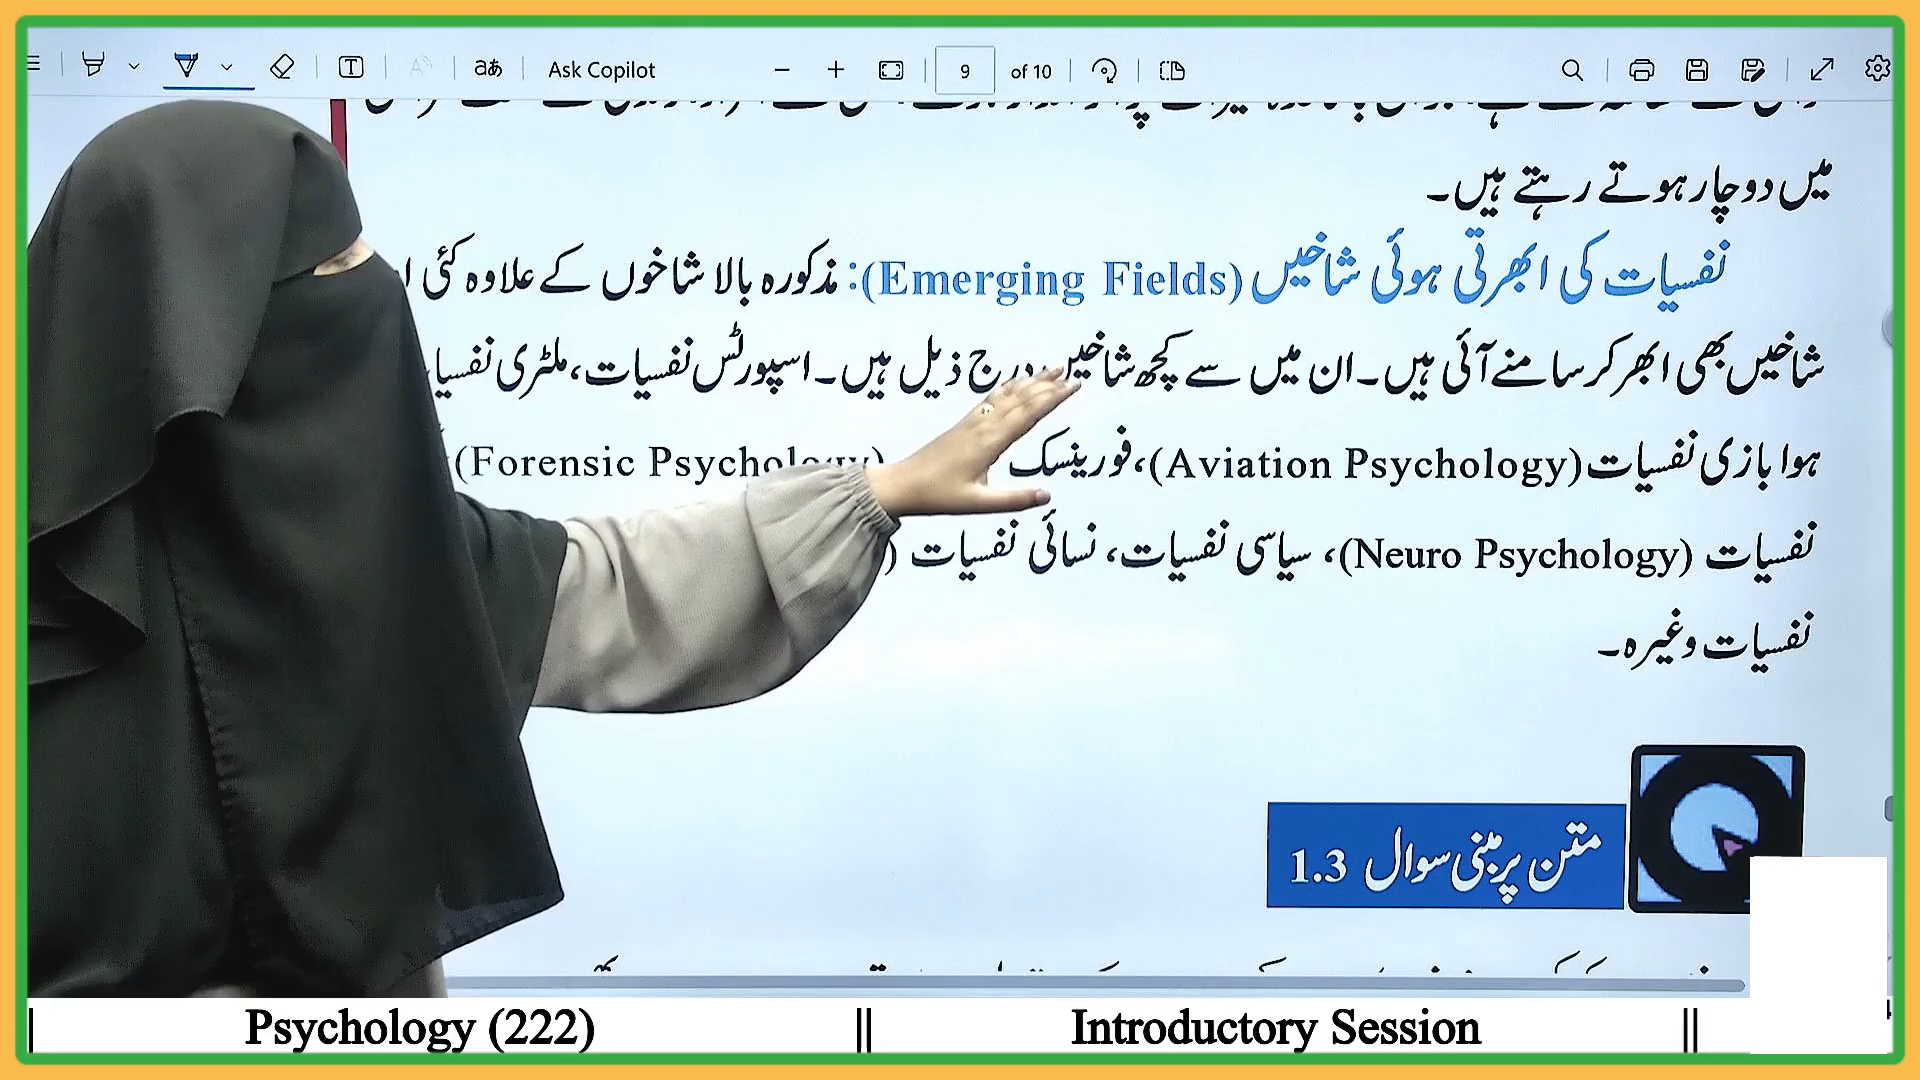 Ask Copilot
9 of 10
میں دوچار ہوتے رہتے ہیں۔
نفسیات کی ابھرتی ہوئی شاخیں (Emerging Fields): مذکورہ بالا شاخوں کے علاوہ کئی
شاخیں بھی ابھر کر سامنے آئی ہیں۔ ان میں سے کچھ شاخیں درج ذیل ہیں۔ اسپورٹس نفسیات، ملٹری
ہوا بازی نفسیات (Aviation Psychology)، فورینسک (Forensic Psychology)
نفسیات (Neuro Psychology)، سیاسی نفسیات، نسائی نفسیات (
نفسیات وغیرہ۔
متن پر مبنی سوال 1.3
Psychology (222) || Introductory Session ||